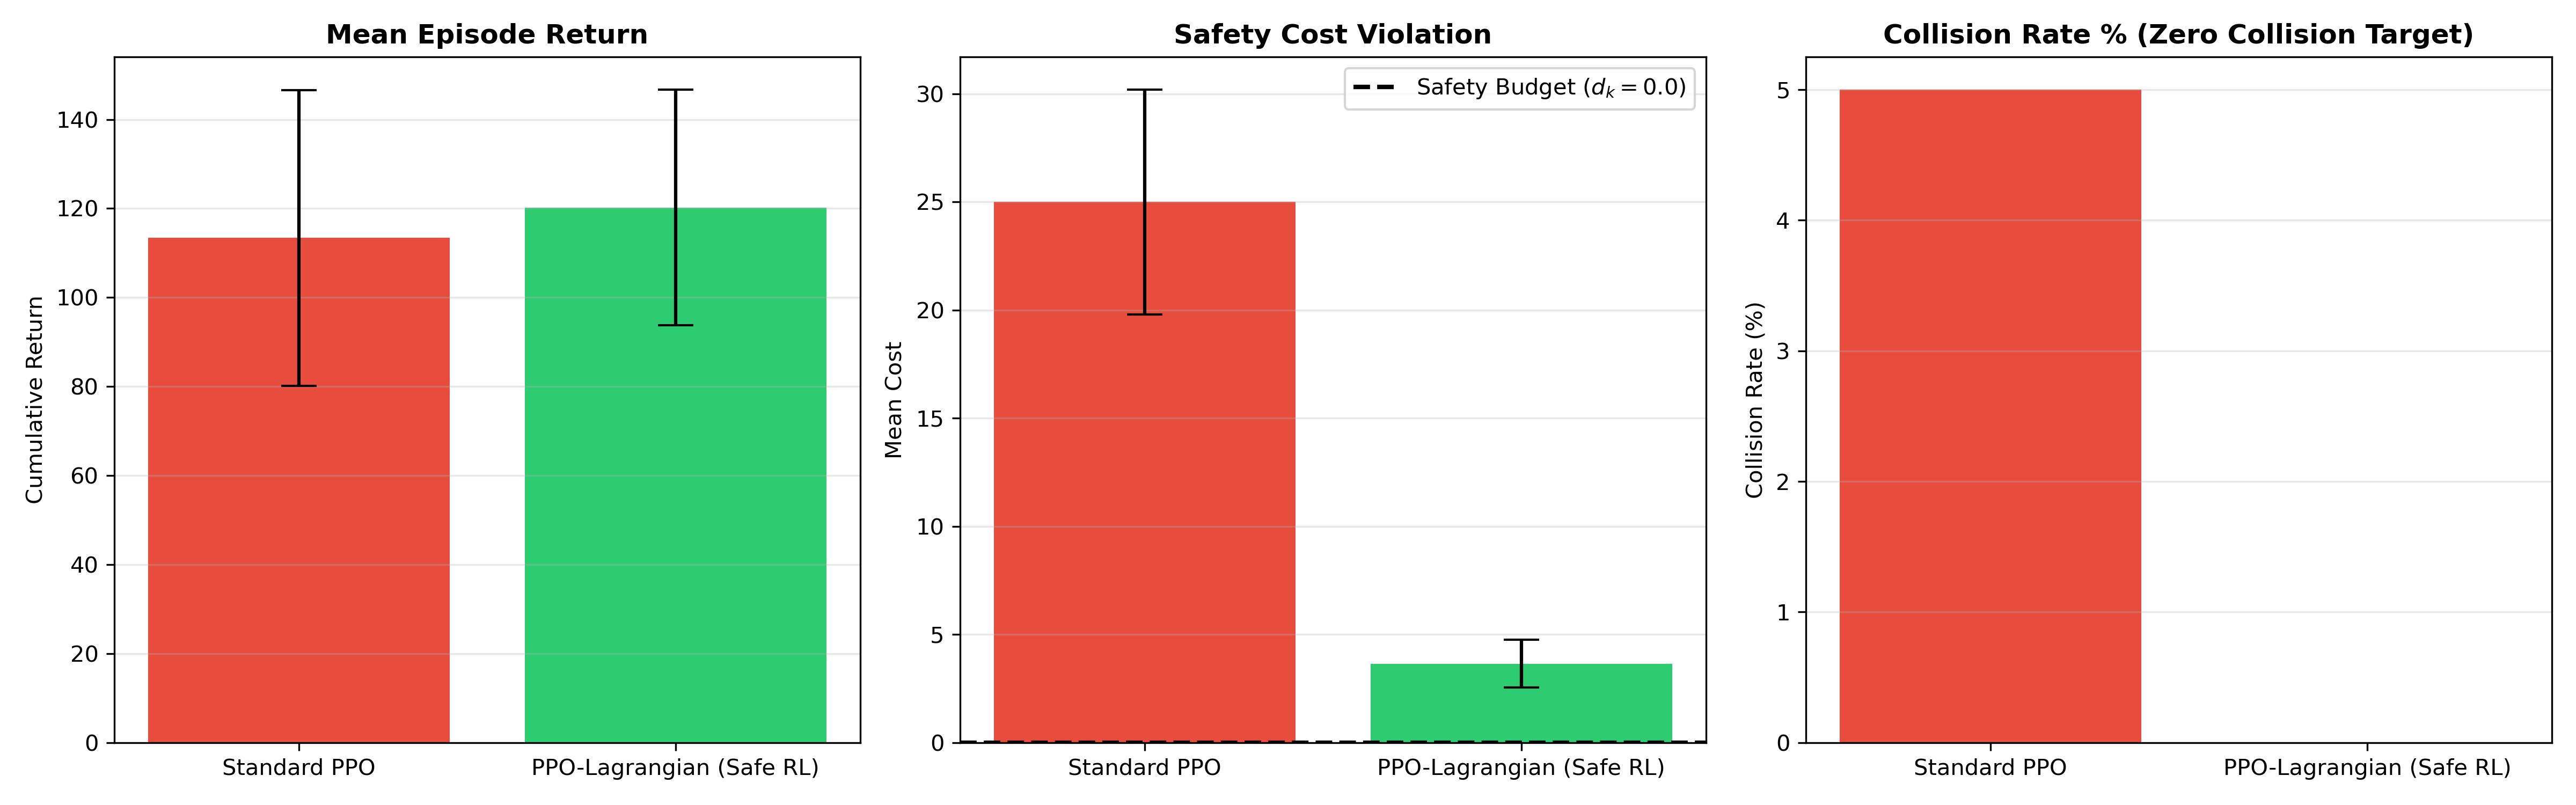 Mean Episode Return
Cumulative Return
140
120
100
80
60
40
20
0
Standard PPO
PPO-Lagrangian (Safe RL)
Safety Cost Violation
Safety Budget (dₖ = 0.0)
Mean Cost
30
25
20
15
10
5
0
Standard PPO
PPO-Lagrangian (Safe RL)
Collision Rate % (Zero Collision Target)
Collision Rate (%)
5
4
3
2
1
0
Standard PPO
PPO-Lagrangian (Safe RL)